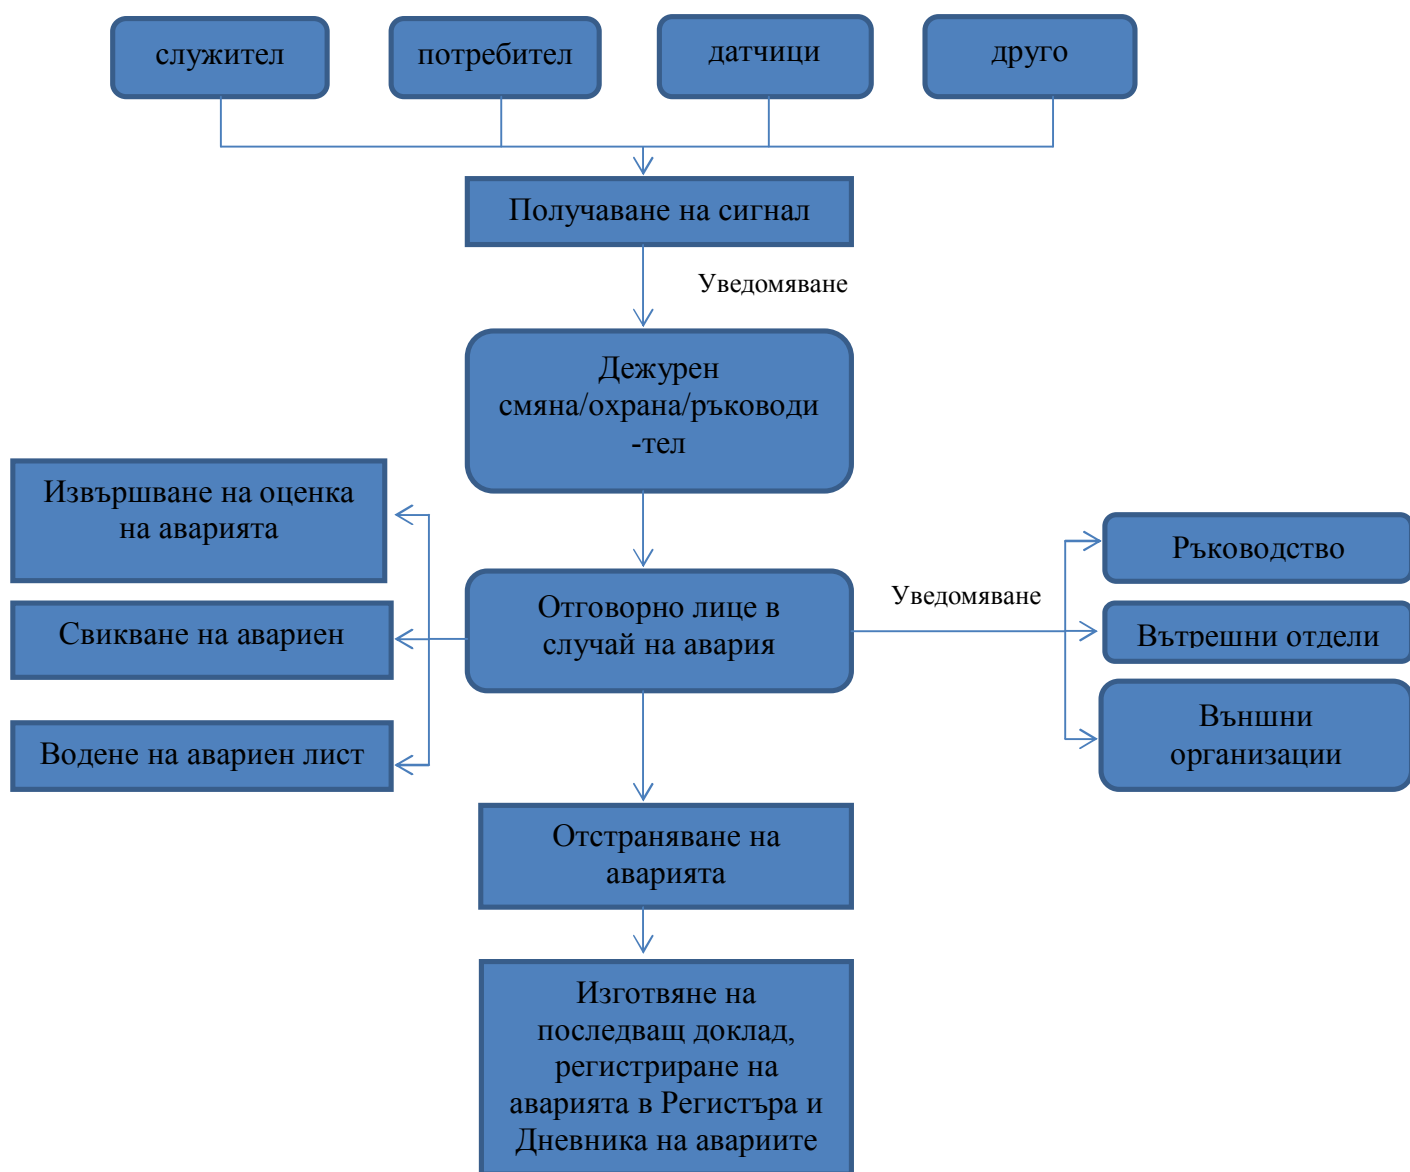 служител
потребител
датчици
друго
Получаване на сигнал
Уведомяване
Дежурен
смяна/охрана/ръководи
-тел
Извършване на оценка
на аварията
Свикване на авариен
Водене на авариен лист
Отговорно лице в
случай на авария
Уведомяване
Ръководство
Вътрешни отдели
Външни
организации
Отстраняване на
аварията
Изготвяне на
последващ доклад,
регистриране на
аварията в Регистъра и
Дневника на авариите